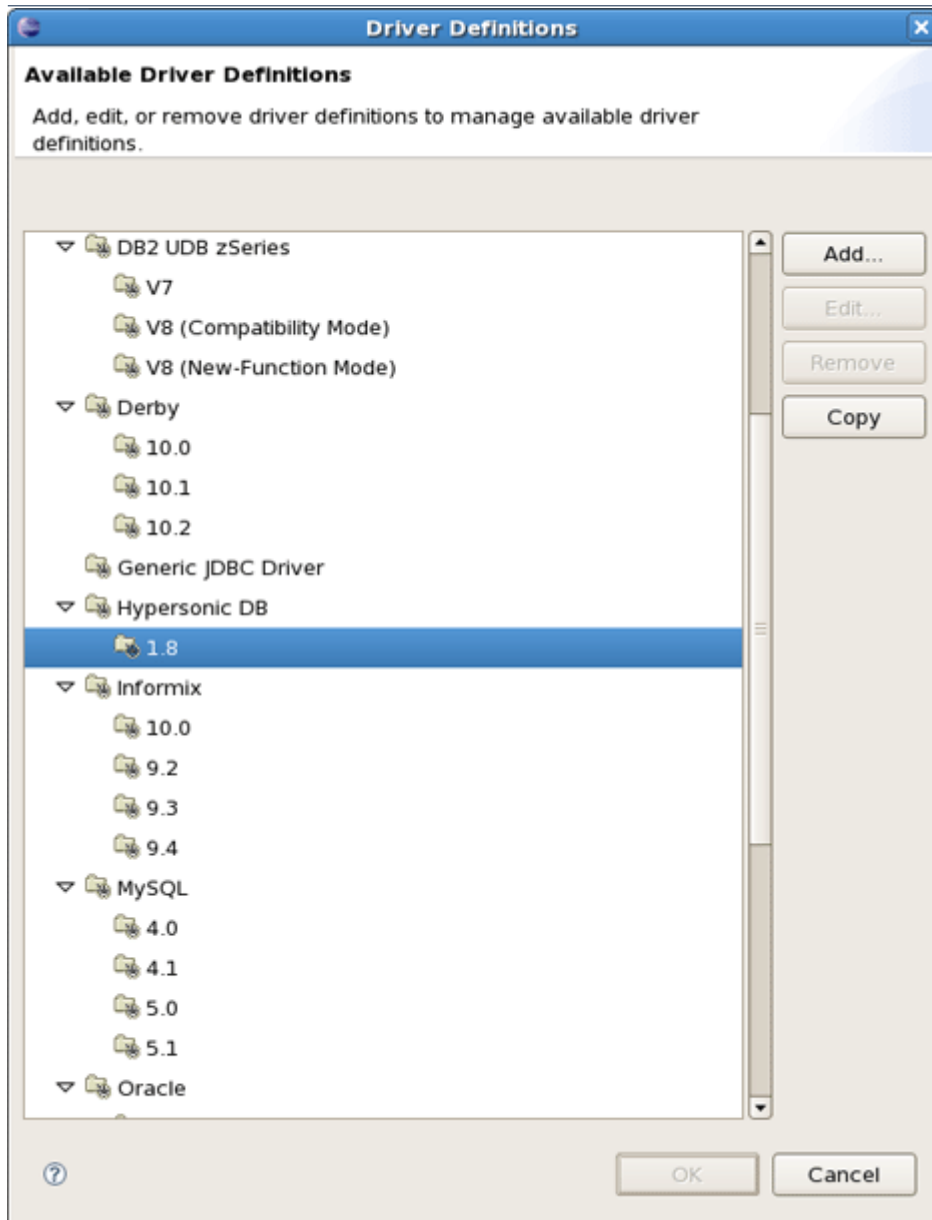 Driver Definitions
Available Driver Definitions
Add, edit, or remove driver definitions to manage available driver
definitions.
DB2 UDB zSeries
V7
V8 (Compatibility Mode)
V8 (New-Function Mode)
Derby
10.0
10.1
10.2
Generic JDBC Driver
Hypersonic DB
1.8
Informix
10.0
9.2
9.3
9.4
MySQL
4.0
4.1
5.0
5.1
Oracle
Add...
Edit...
Remove
Copy
?
OK
Cancel